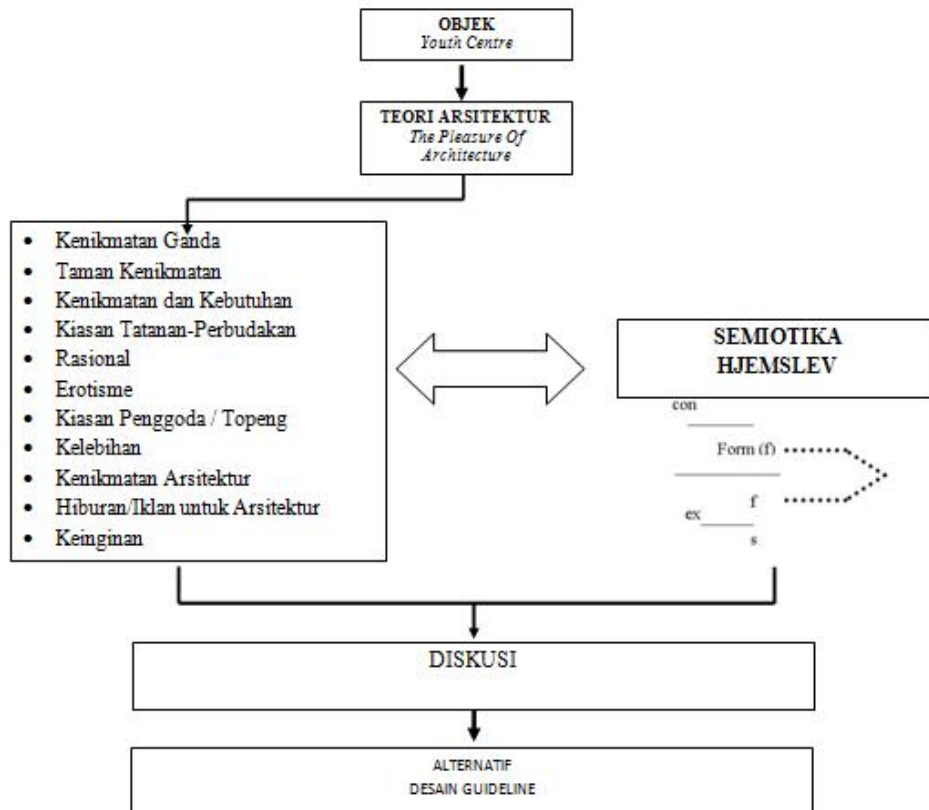 OBJEK
Youth Centre
TEORI ARSITEKTUR
The Pleasure Of
Architecture
• Kenikmatan Ganda
• Taman Kenikmatan
• Kenikmatan dan Kebutuhan
• Kiasan Tatanan-Perbudakan
• Rasional
• Erotisme
• Kiasan Penggoda / Topeng
• Kelebihan
• Kenikmatan Arsitektur
• Hiburan/Iklan untuk Arsitektur
• Keinginan
SEMIOTIKA
HJEMSLEV
con
Form (f)
f
ex
s
DISKUSI
ALTERNATIF
DESAIN GUIDELINE